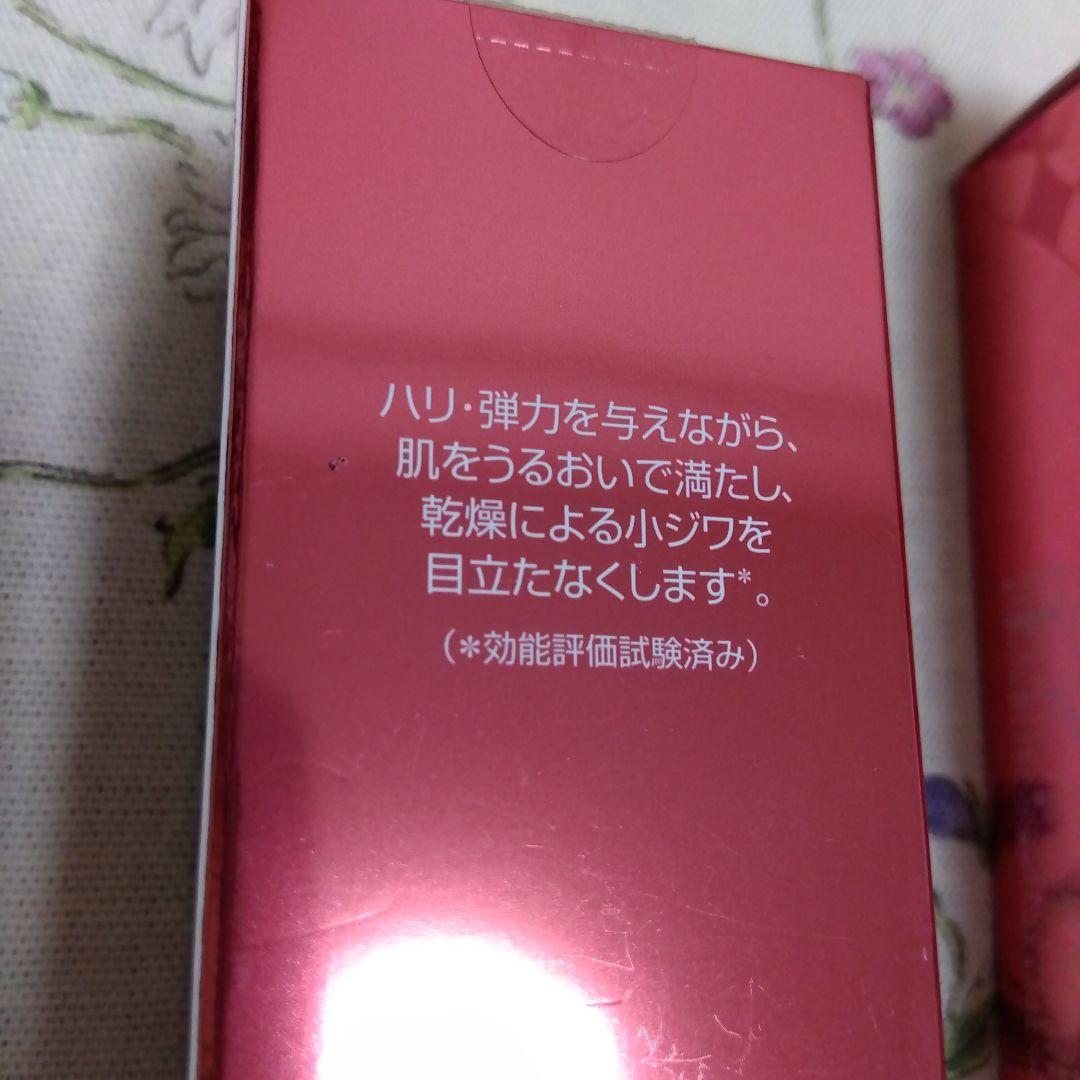 ハリ・弾力を与えながら、
肌をうるおいで満たし、
乾燥による小ジワを
目立たなくします*。
（*効能評価試験済み）